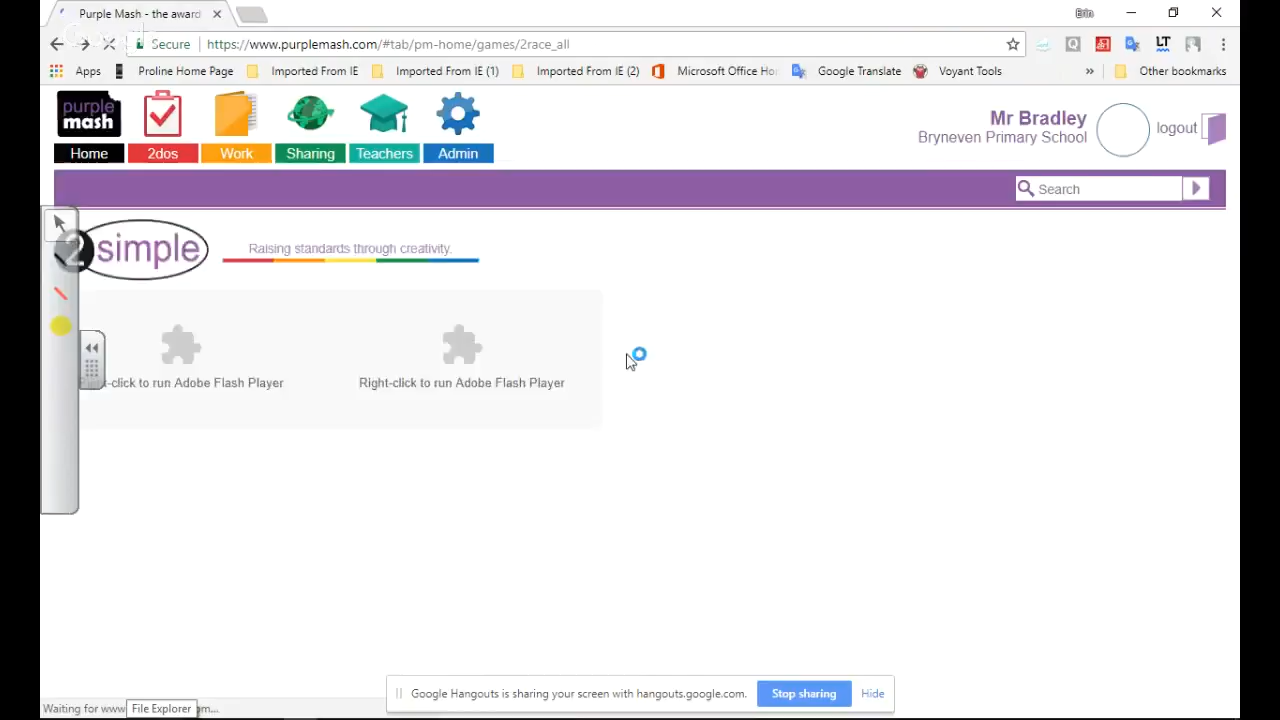 Purple Mash - the award
Erin
Secure https://www.purplemash.com/#tab/pm-home/games/2race_all
Apps Proline Home Page Imported From IE Imported From IE (1) Imported From IE (2) Microsoft Office Ho Google Translate Voyant Tools » Other bookmarks
purple
mash
Home 2dos Work Sharing Teachers Admin
Mr Bradley
Bryneven Primary School
logout
Search
2 simple
Raising standards through creativity.
-click to run Adobe Flash Player
Right-click to run Adobe Flash Player
Google Hangouts is sharing your screen with hangouts.google.com. Stop sharing Hide
Waiting for www
File Explorer